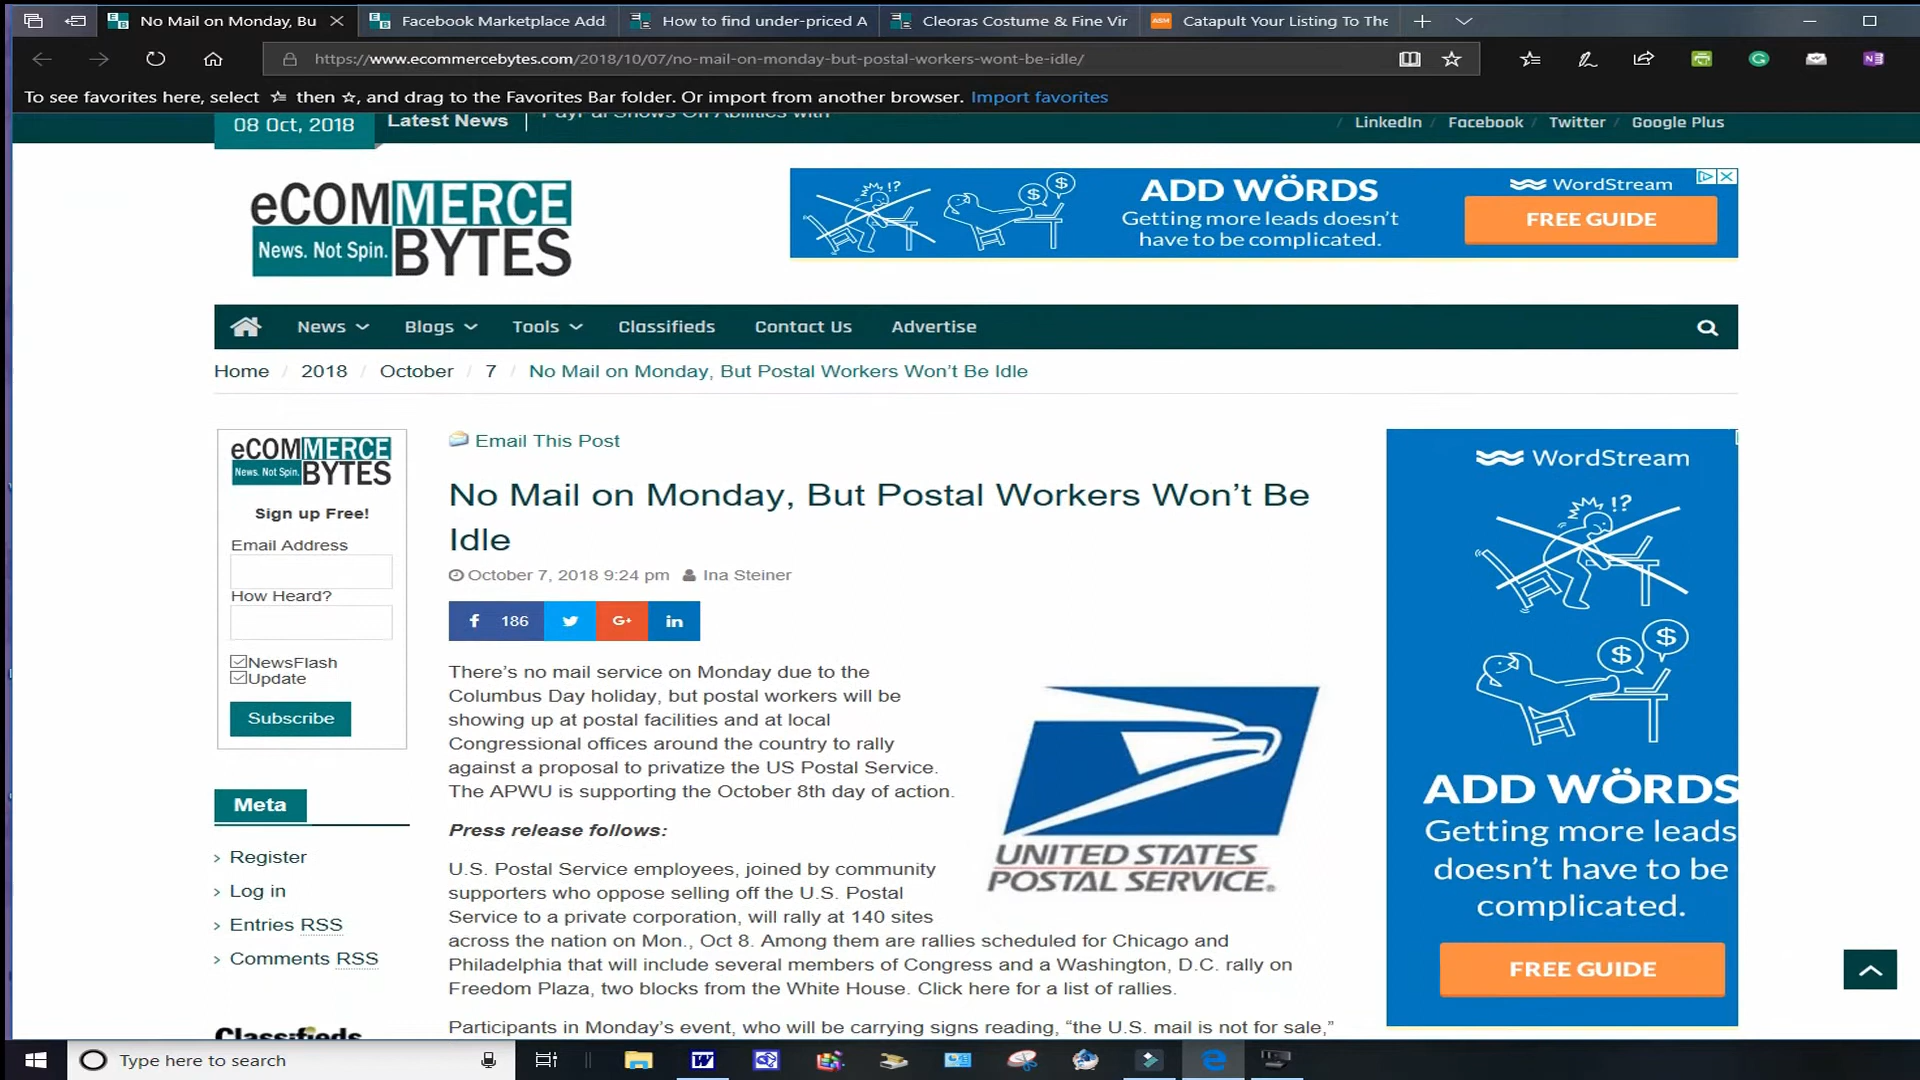 No Mail on Monday, Bu
Facebook Marketplace Add
How to find under-priced A
Cleoras Costume & Fine Vir
ASM
Catapult Your Listing To The
https://www.ecommercebytes.com/2018/10/07/no-mail-on-monday-but-postal-workers-wont-be-idle/
To see favorites here, select then , and drag to the Favorites Bar folder. Or import from another browser. Import favorites
08 Oct, 2018
Latest News
PayPal Shows Off Abilities with
/ LinkedIn / Facebook / Twitter / Google Plus
eCOMMERCE
BYTES
News. Not Spin.
ADD WÖRDS
Getting more leads doesn't
have to be complicated.
WordStream
FREE GUIDE
News
Blogs
Tools
Classifieds
Contact Us
Advertise
Home / 2018 / October / 7 / No Mail on Monday, But Postal Workers Won't Be Idle
eCOMMERCE
BYTES
News. Not Spin.
Sign up Free!
Email Address
How Heard?
NewsFlash
Update
Subscribe
Meta
> Register
> Log in
> Entries RSS
> Comments RSS
Classifieds
Email This Post
No Mail on Monday, But Postal Workers Won't Be
Idle
October 7, 2018 9:24 pm Ina Steiner
f 186
G+
in
There's no mail service on Monday due to the
Columbus Day holiday, but postal workers will be
showing up at postal facilities and at local
Congressional offices around the country to rally
against a proposal to privatize the US Postal Service.
The APWU is supporting the October 8th day of action.
Press release follows:
U.S. Postal Service employees, joined by community
supporters who oppose selling off the U.S. Postal
Service to a private corporation, will rally at 140 sites
across the nation on Mon., Oct 8. Among them are rallies scheduled for Chicago and
Philadelphia that will include several members of Congress and a Washington, D.C. rally on
Freedom Plaza, two blocks from the White House. Click here for a list of rallies.
Participants in Monday's event, who will be carrying signs reading, “the U.S. mail is not for sale,”
UNITED STATES
POSTAL SERVICE®
WordStream
!?
$ $
ADD WÖRDS
Getting more leads
doesn't have to be
complicated.
FREE GUIDE
Type here to search